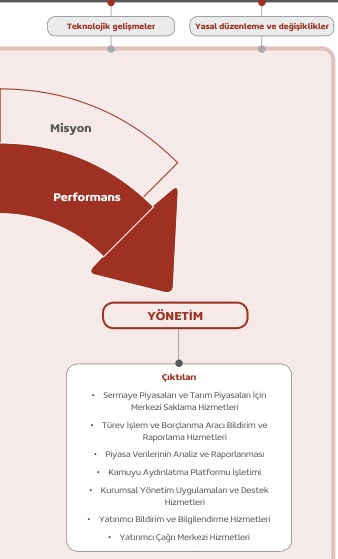 Teknolojik gelişmeler
Yasal düzenleme ve değişiklikler
Misyon
Performans
YÖNETİM
Çıktıları
• Sermaye Piyasaları ve Tarım Piyasaları İçin
Merkezi Saklama Hizmetleri
• Türev İşlem ve Borçlanma Aracı Bildirim ve
Raporlama Hizmetleri
• Piyasa Verilerinin Analiz ve Raporlanması
• Kamuyu Aydınlatma Platformu İşletimi
• Kurumsal Yönetim Uygulamaları ve Destek
Hizmetleri
• Yatırımcı Bildirim ve Bilgilendirme Hizmetleri
• Yatırımcı Çağrı Merkezi Hizmetleri